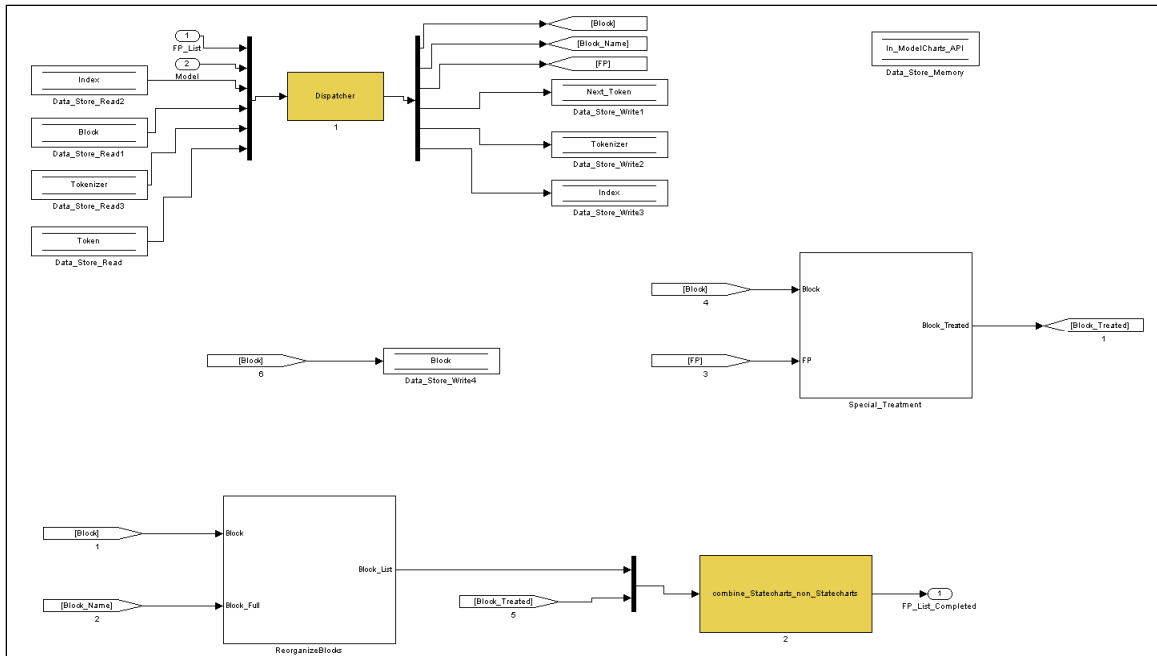 1
FP_List
2
Model
Index
Data_Store_Read2
Block
Data_Store_Read1
Tokenizer
Data_Store_Read3
Token
Data_Store_Read
Dispatcher
1
[Block]
[Block_Name]
[FP]
Next_Token
Data_Store_Write1
Tokenizer
Data_Store_Write2
Index
Data_Store_Write3
In_ModelCharts_API
Data_Store_Memory
[Block]
4
[FP]
3
Block
FP
Block_Treated
Special_Treatment
[Block_Treated]
1
[Block]
6
Block
Data_Store_Write4
[Block]
1
[Block_Name]
2
Block
Block_Full
Block_List
ReorganizeBlocks
[Block_Treated]
5
combine_Statecharts_non_Statecharts
2
1
FP_List_Completed